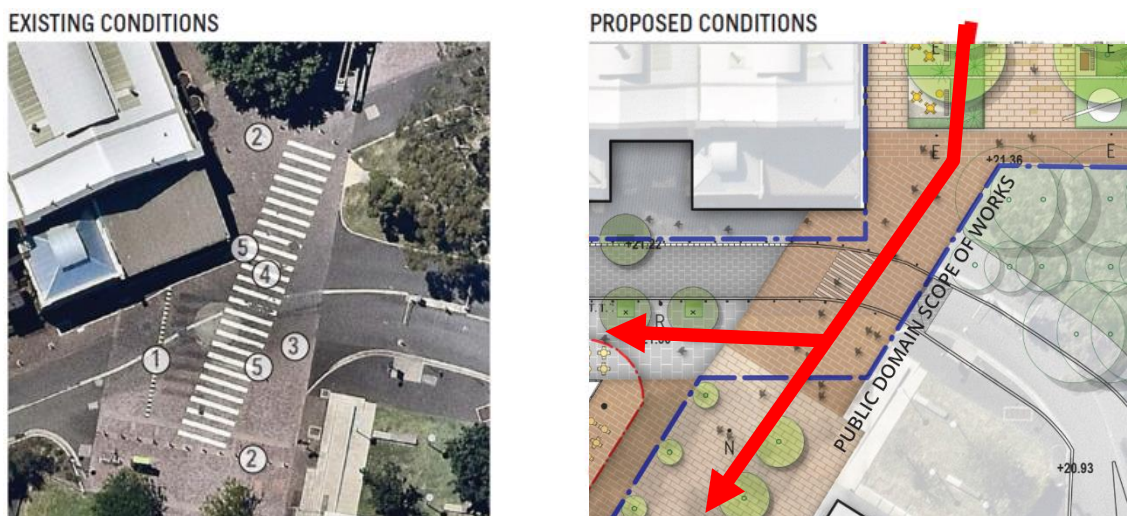 EXISTING CONDITIONS
2
5
4
3
1
5
2
PROPOSED CONDITIONS
E
E
E
+21.36
E
PUBLIC DOMAIN SCOPE OF WORKS
+21.22
R
N
+20.93